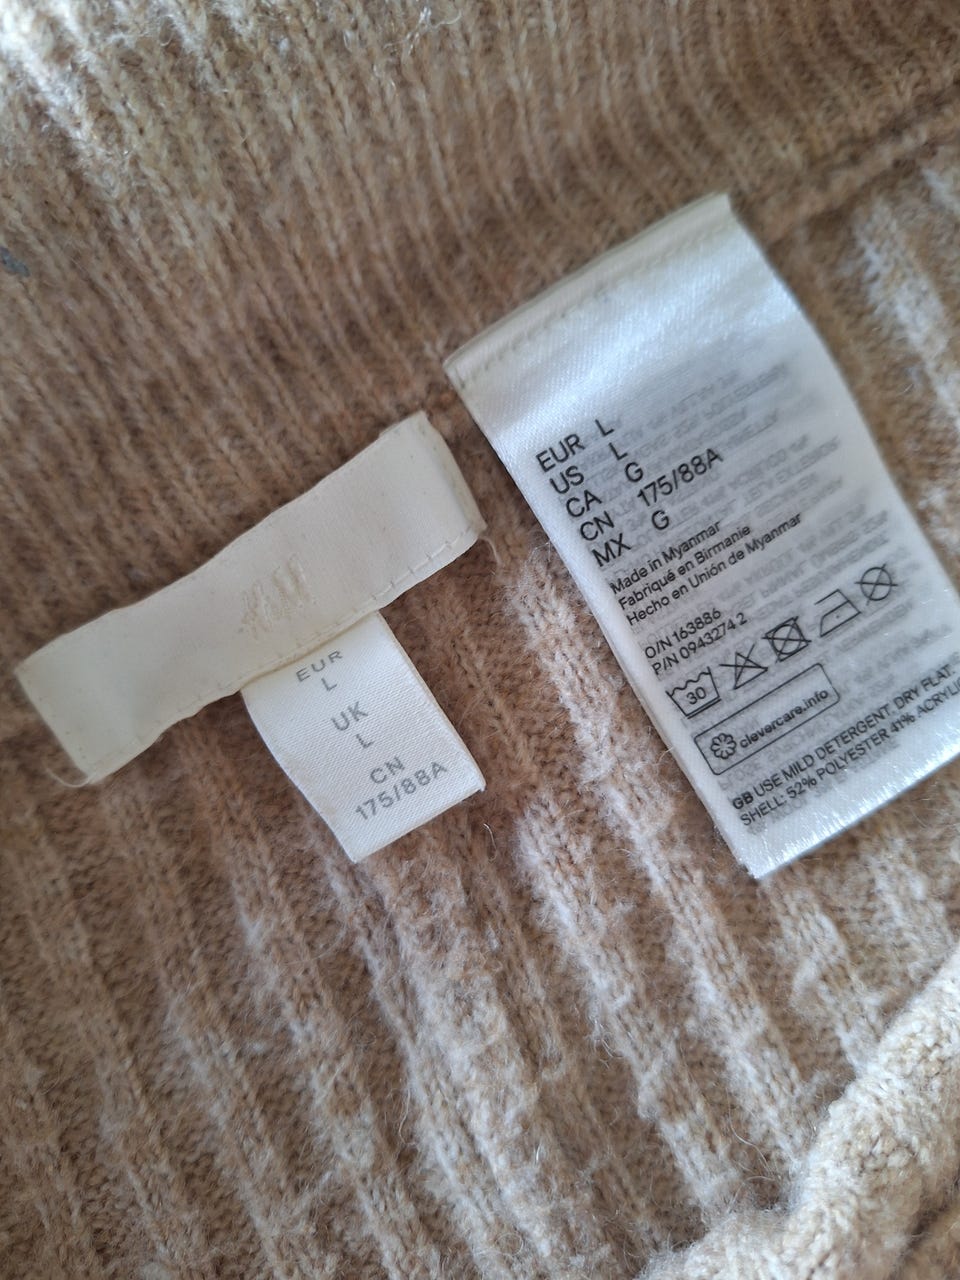 H&M
EUR
L
UK
L
CN
175/88A
EUR L
US L
CA G
CN 175/88A
MX G
Made in Myanmar
Fabriqué en Birmanie
Hecho en Unión de Myanmar
O/N 163886
P/N 0943274 2
30
clevercare.info
GB USE MILD DETERGENT. DRY FLAT.
SHELL: 52% POLYESTER 41% ACRYLIC